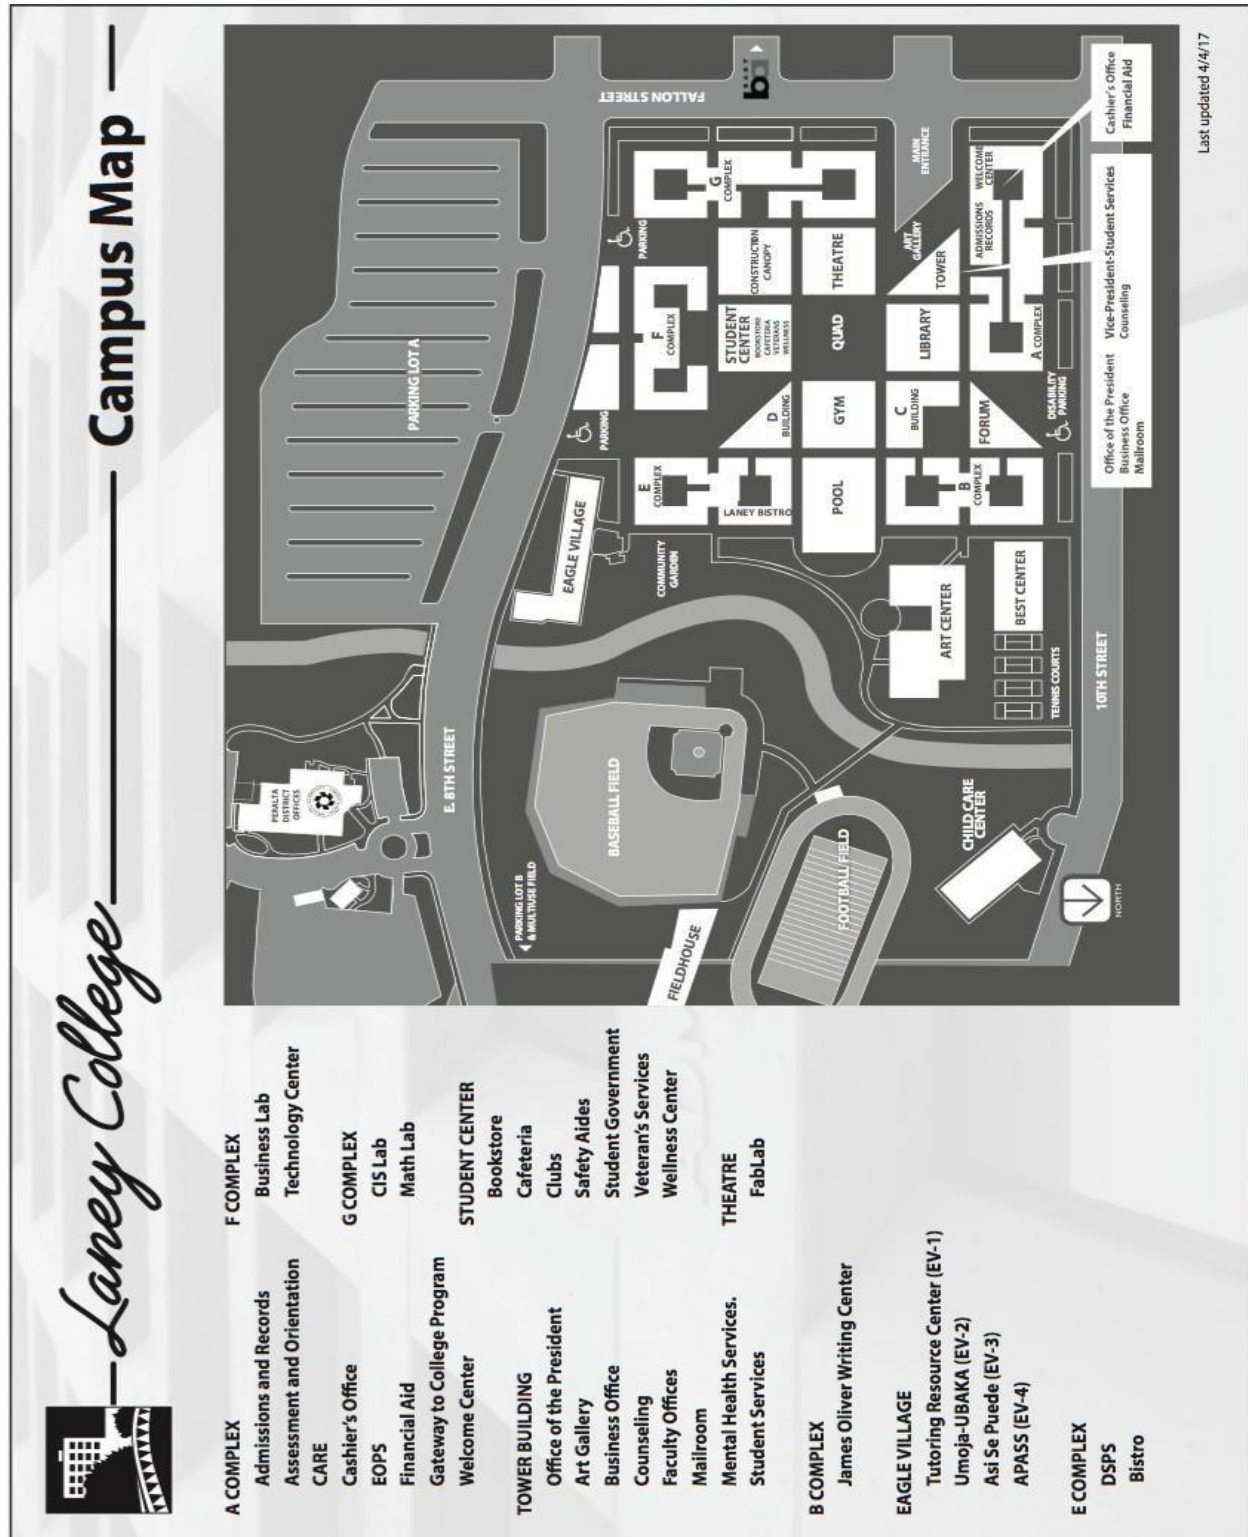 Laney College
Campus Map
A COMPLEX
Admissions and Records
Assessment and Orientation
CARE
Cashier's Office
EOPS
Financial Aid
Gateway to College Program
Welcome Center
TOWER BUILDING
Office of the President
Art Gallery
Business Office
Counseling
Faculty Offices
Mailroom
Mental Health Services.
Student Services
B COMPLEX
James Oliver Writing Center
EAGLE VILLAGE
Tutoring Resource Center (EV-1)
Umoja-UBAKA (EV-2)
Asi Se Puede (EV-3)
APASS (EV-4)
E COMPLEX
DSPS
Bistro
F COMPLEX
Business Lab
Technology Center
G COMPLEX
CIS Lab
Math Lab
STUDENT CENTER
Bookstore
Cafeteria
Clubs
Safety Aides
Student Government
Veteran's Services
Wellness Center
THEATRE
FabLab
PERALTA
DISTRICT
OFFICES
PARKING LOT A
E. 8TH STREET
PARKING LOT B
& MULTIUSE FIELD
EAGLE VILLAGE
PARKING
PARKING
FALLON STREET
BASEBALL FIELD
COMMUNITY
GARDEN
E
COMPLEX
F
COMPLEX
G
COMPLEX
FIELDHOUSE
LANEY BISTRO
D
BUILDING
STUDENT
CENTER
BOOKSTORE
CAFETERIA
VETERANS
WELLNESS
CONSTRUCTION
CANOPY
BART
ba
FOOTBALL FIELD
POOL
GYM
QUAD
THEATRE
ART
GALLERY
MAIN
ENTRANCE
ART CENTER
C
BUILDING
LIBRARY
TOWER
CHILD CARE
CENTER
B
COMPLEX
FORUM
ADMISSIONS
RECORDS
WELCOME
CENTER
BEST CENTER
A COMPLEX
TENNIS COURTS
DISABILITY
PARKING
NORTH
10TH STREET
Office of the President
Business Office
Mailroom
Vice-President-Student Services
Counseling
Cashier's Office
Financial Aid
Last updated 4/4/17